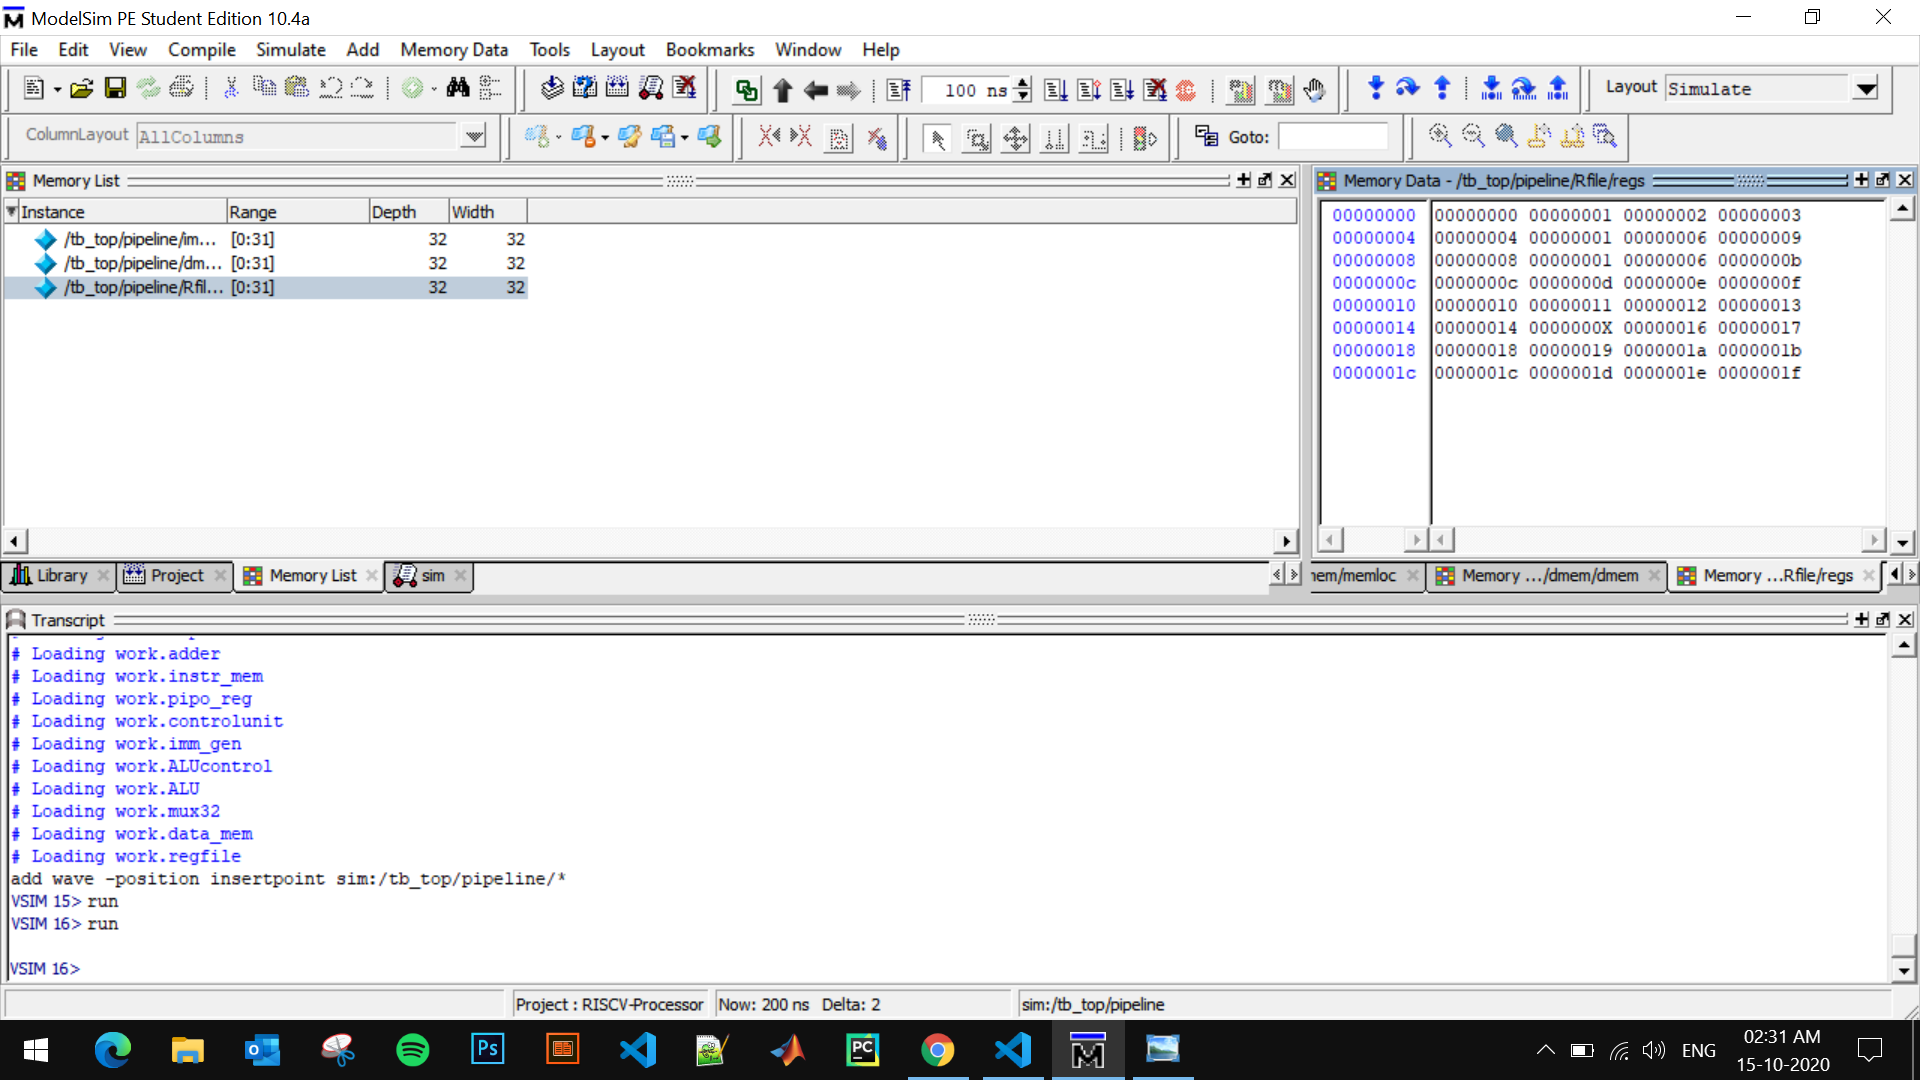 ModelSim PE Student Edition 10.4a
File Edit View Compile Simulate Add Memory Data Tools Layout Bookmarks Window Help
100 ns
Layout Simulate
ColumnLayout AllColumns
Goto:
Memory List
Instance Range Depth Width
/tb_top/pipeline/im... [0:31] 32 32
/tb_top/pipeline/dm... [0:31] 32 32
/tb_top/pipeline/Rfil... [0:31] 32 32
Memory Data - /tb_top/pipeline/Rfile/regs
00000000 00000000 00000001 00000002 00000003
00000004 00000004 00000001 00000006 00000009
00000008 00000008 00000001 00000006 0000000b
0000000c 0000000c 0000000d 0000000e 0000000f
00000010 00000010 00000011 00000012 00000013
00000014 00000014 0000000X 00000016 00000017
00000018 00000018 00000019 0000001a 0000001b
0000001c 0000001c 0000001d 0000001e 0000001f
Library Project Memory List sim
nem/memloc Memory .../dmem/dmem Memory ...Rfile/regs
Transcript
# Loading work.adder
# Loading work.instr_mem
# Loading work.pipo_reg
# Loading work.controlunit
# Loading work.imm_gen
# Loading work.ALUcontrol
# Loading work.ALU
# Loading work.mux32
# Loading work.data_mem
# Loading work.regfile
add wave -position insertpoint sim:/tb_top/pipeline/*
VSIM 15> run
VSIM 16> run
VSIM 16>
Project : RISCV-Processor Now: 200 ns Delta: 2 sim:/tb_top/pipeline
Ps
PC
ENG
02:31 AM
15-10-2020